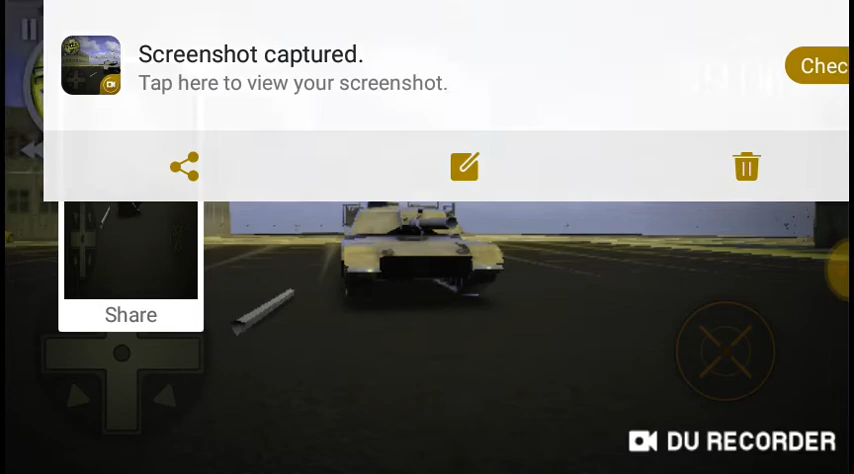 Screenshot captured.
Tap here to view your screenshot.
Chec
Share
DU RECORDER